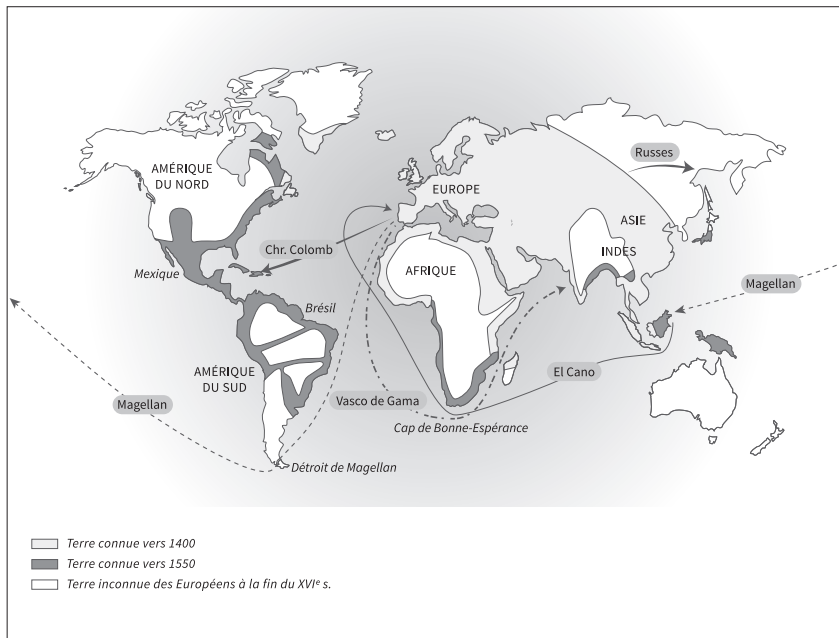 AMÉRIQUE
DU NORD
EUROPE
Russes
ASIE
INDES
Chr. Colomb
Mexique
AFRIQUE
Magellan
Brésil
AMÉRIQUE
DU SUD
El Cano
Magellan
Vasco de Gama
Cap de Bonne-Espérance
Détroit de Magellan
Terre connue vers 1400
Terre connue vers 1550
Terre inconnue des Européens à la fin du XVIe s.